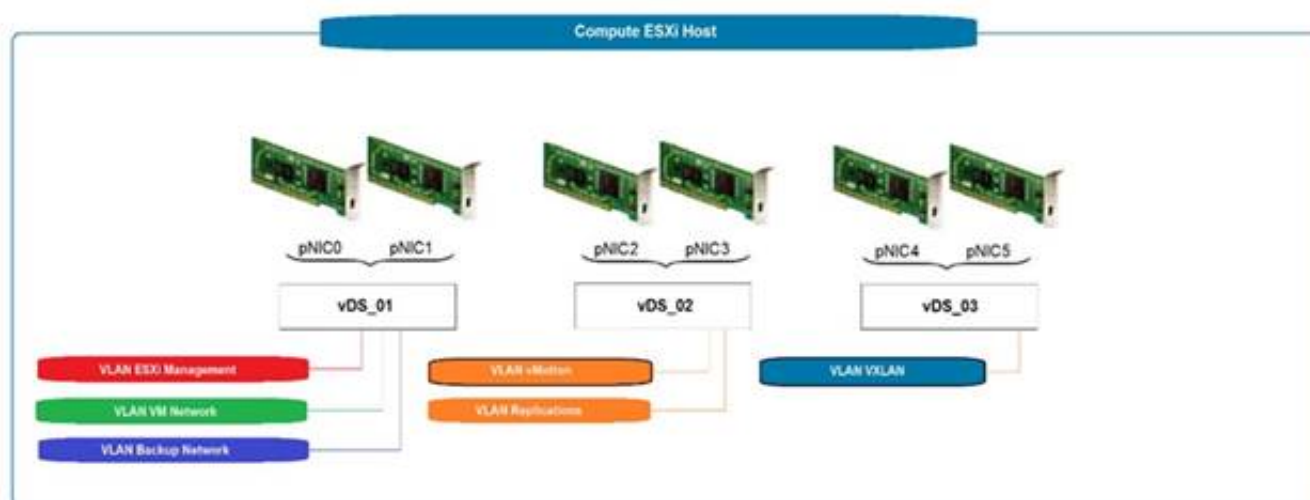 Compute ESXi Host
pNIC0
pNIC1
pNIC2
pNIC3
pNIC4
pNIC5
vDS_01
vDS_02
vDS_03
VLAN ESXi Management
VLAN vMotion
VLAN VXLAN
VLAN VM Network
VLAN Replications
VLAN Backup Network